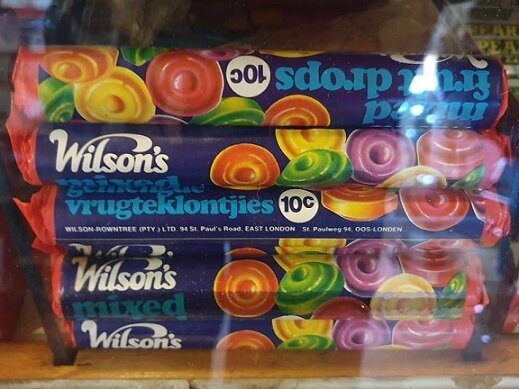 10c
mixed
fruit drops
Wilson's
gemengde
vrugteklontjies 10c
WILSON-ROWNTREE (PTY.) LTD. 94 St. Paul's Road, EAST LONDON St. Paulweg 94, OOS-LONDEN
Wilson's
mixed
Wilson's